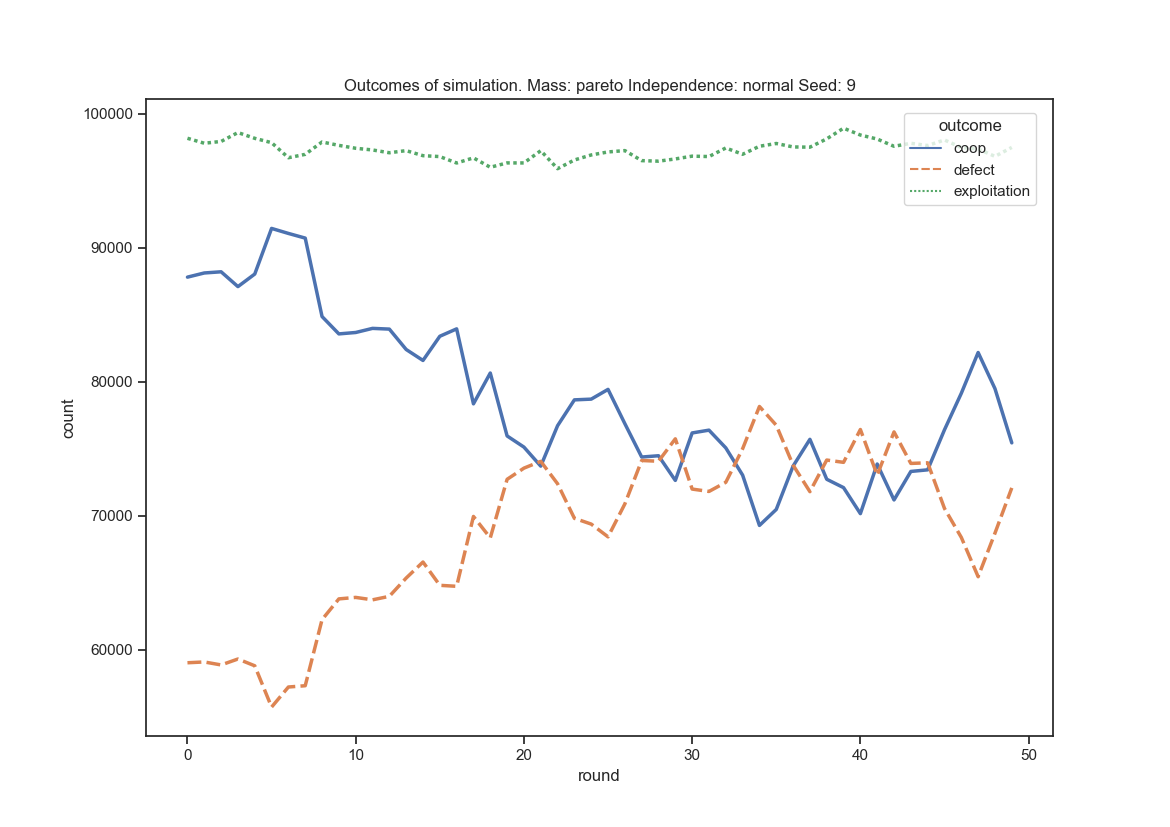 Outcomes of simulation. Mass: pareto Independence: normal Seed: 9
100000
90000
80000
70000
60000
count
outcome
coop
defect
exploitation
0
10
20
30
40
50
round